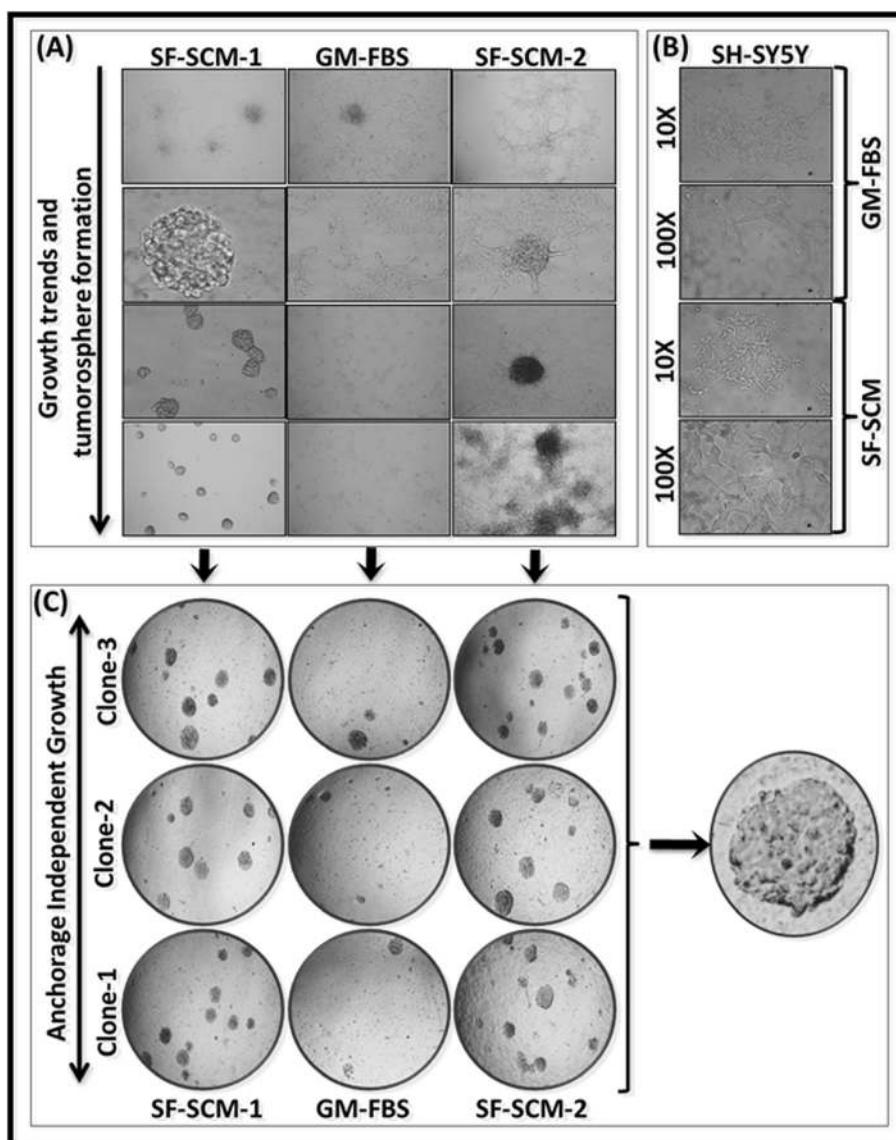 (A)
SF-SCM-1 GM-FBS SF-SCM-2
Growth trends and
tumorosphere formation
(B)
SH-SY5Y
10X
100X
10X
100X
GM-FBS
SF-SCM
(C)
Anchorage Independent Growth
Clone-3
Clone-2
Clone-1
SF-SCM-1 GM-FBS SF-SCM-2